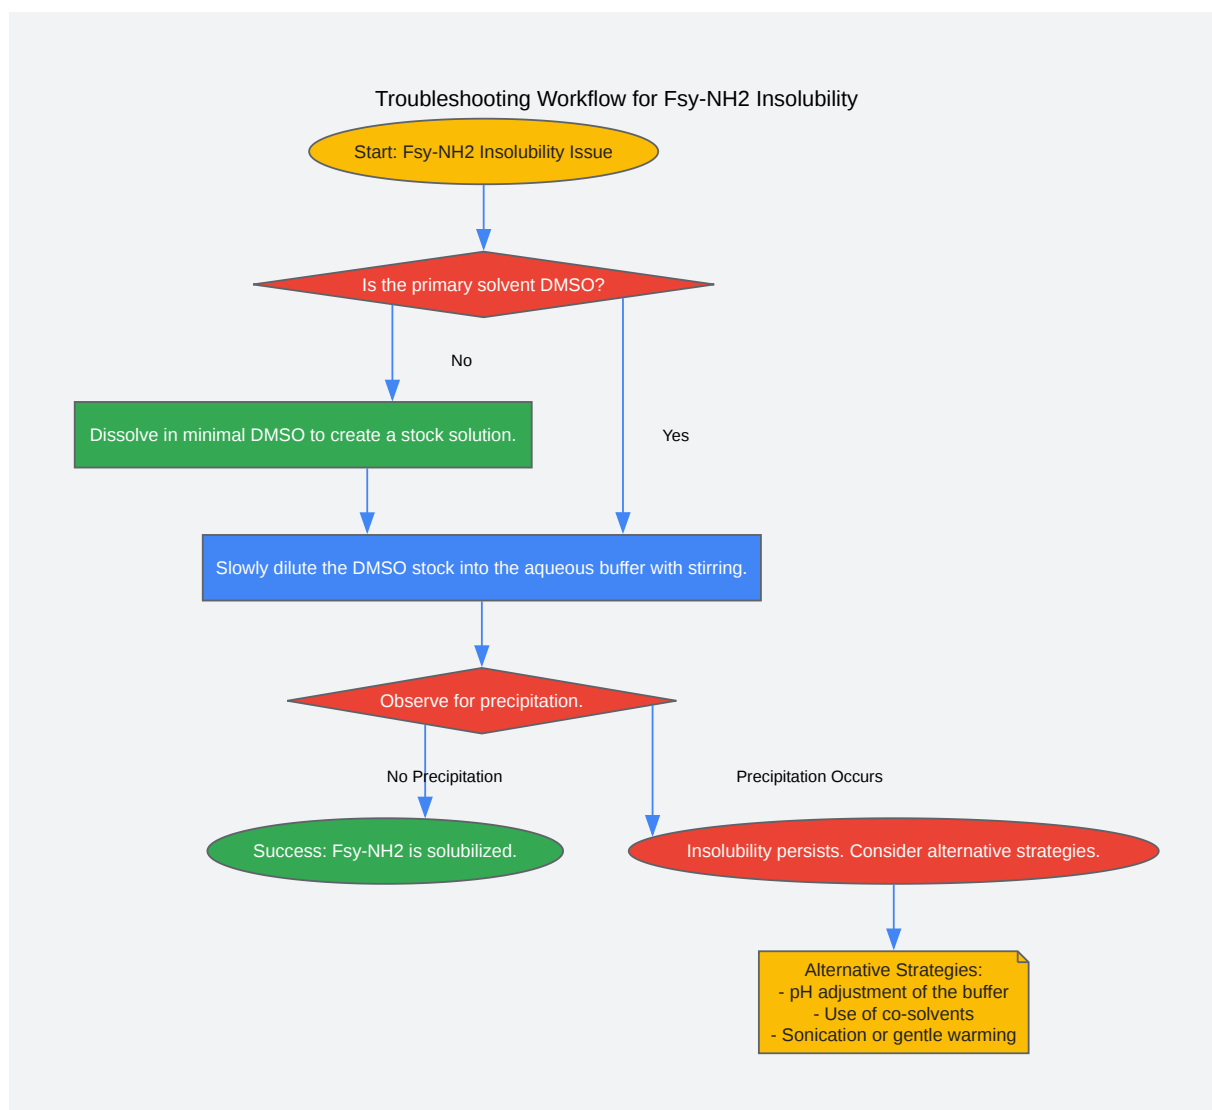 Troubleshooting Workflow for Fsy-NH2 Insolubility
Start: Fsy-NH2 Insolubility Issue
Is the primary solvent DMSO?
No
Dissolve in minimal DMSO to create a stock solution.
Yes
Slowly dilute the DMSO stock into the aqueous buffer with stirring.
Observe for precipitation.
No Precipitation
Precipitation Occurs
Success: Fsy-NH2 is solubilized.
Insolubility persists. Consider alternative strategies.
Alternative Strategies:
- pH adjustment of the buffer
- Use of co-solvents
- Sonication or gentle warming